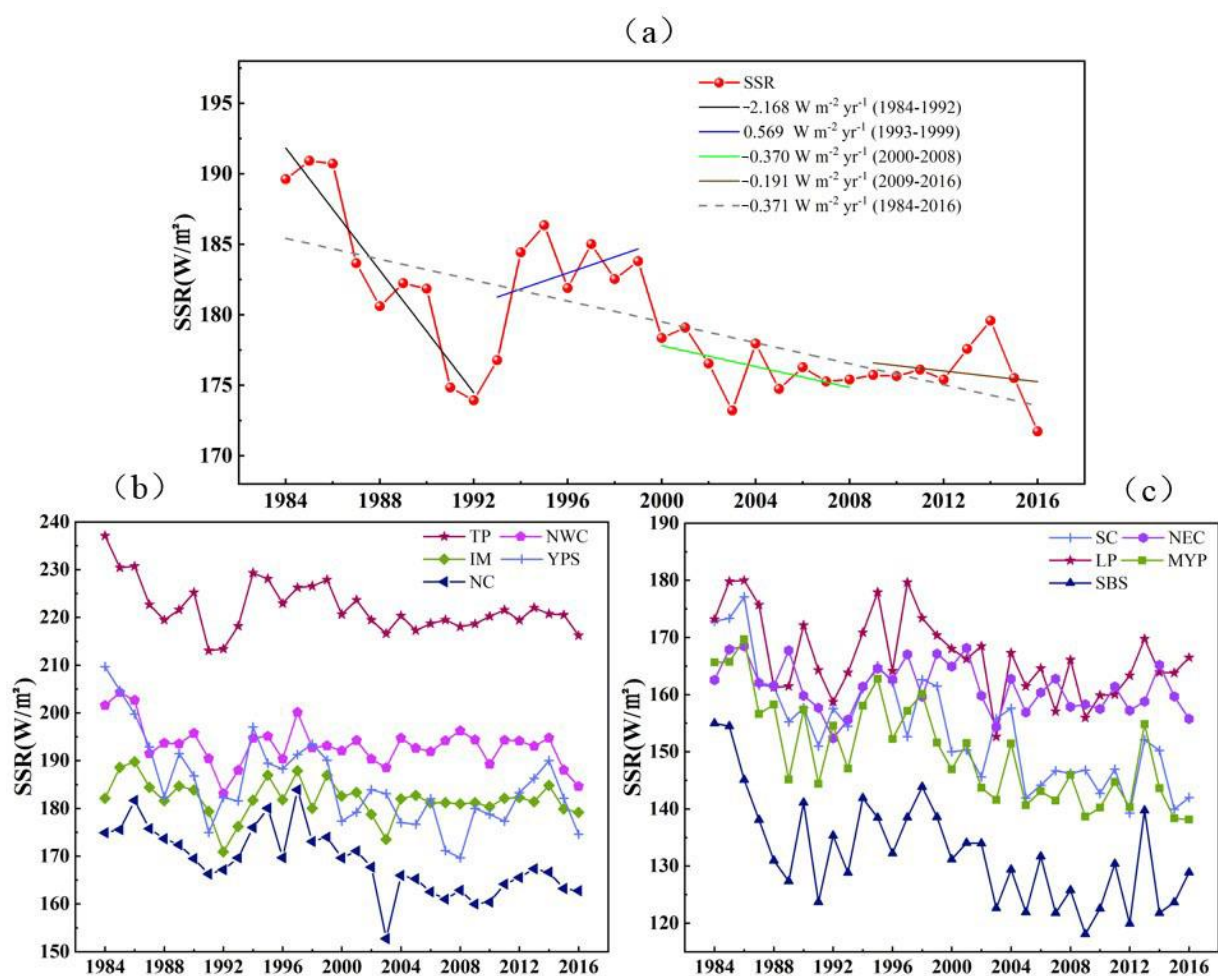 （a）
SSR
−2.168 W m⁻² yr⁻¹ (1984-1992)
0.569 W m⁻² yr⁻¹ (1993-1999)
−0.370 W m⁻² yr⁻¹ (2000-2008)
−0.191 W m⁻² yr⁻¹ (2009-2016)
−0.371 W m⁻² yr⁻¹ (1984-2016)
SSR(W/㎡)
195
190
185
180
175
170
1984 1988 1992 1996 2000 2004 2008 2012 2016
（b）
TP NWC
IM YPS
NC
SSR(W/㎡)
240
230
220
210
200
190
180
170
160
150
1984 1988 1992 1996 2000 2004 2008 2012 2016
（c）
SC NEC
LP MYP
SBS
SSR(W/㎡)
190
180
170
160
150
140
130
120
1984 1988 1992 1996 2000 2004 2008 2012 2016